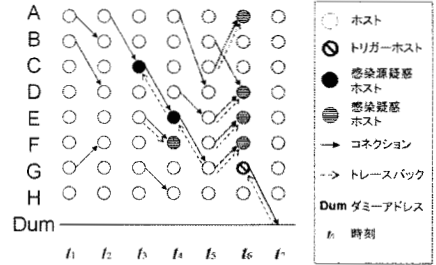 A
B
C
D
E
F
G
H
Dum
t₁ t₂ t₃ t₄ t₅ t₆
ホスト
トリガーホスト
感染源疑惑
ホスト
感染疑惑
ホスト
コネクション
トレースバック
Dum ダミーアドレス
時刻